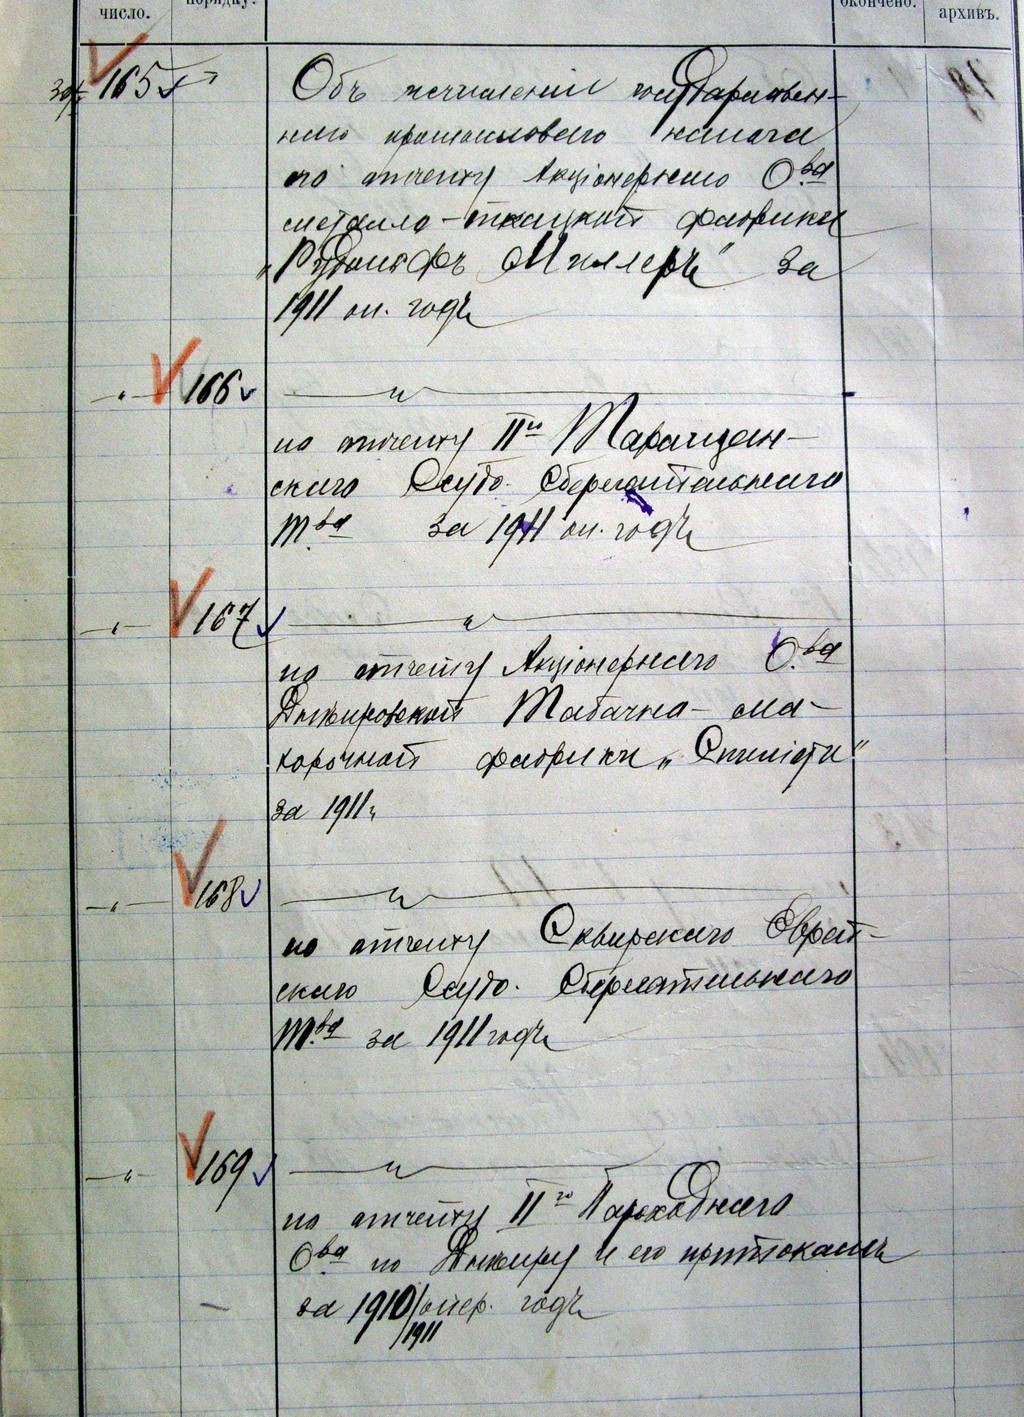 число. порядку. окончено. архивъ.
165 Объ исчисленіи государствен-
наго промысловаго налога
по отчету Акціонернаго О-ва
металло-ткацкой фабрики
„Рудольфъ Миллеръ" за
1911 оп. годъ
" 166 — " —
по отчету II го Таращан-
скаго Ссудо. Сберегательнаго
Т.ва за 1911 оп. годъ
" 167 — " —
по отчету Акціонернаго О.ва
Днѣпровской Табачно-ма-
хорочной фабрики „
за 1911 г.
" 168 — " —
по отчету Сквирскаго Еврей-
скаго Ссудо. Сберегательнаго
Т.ва за 1911 годъ
" 169 — " —
по отчету II го Пароходнаго
О.ва по Днѣпру и его притокамъ
за 1910/1911 опер. годъ